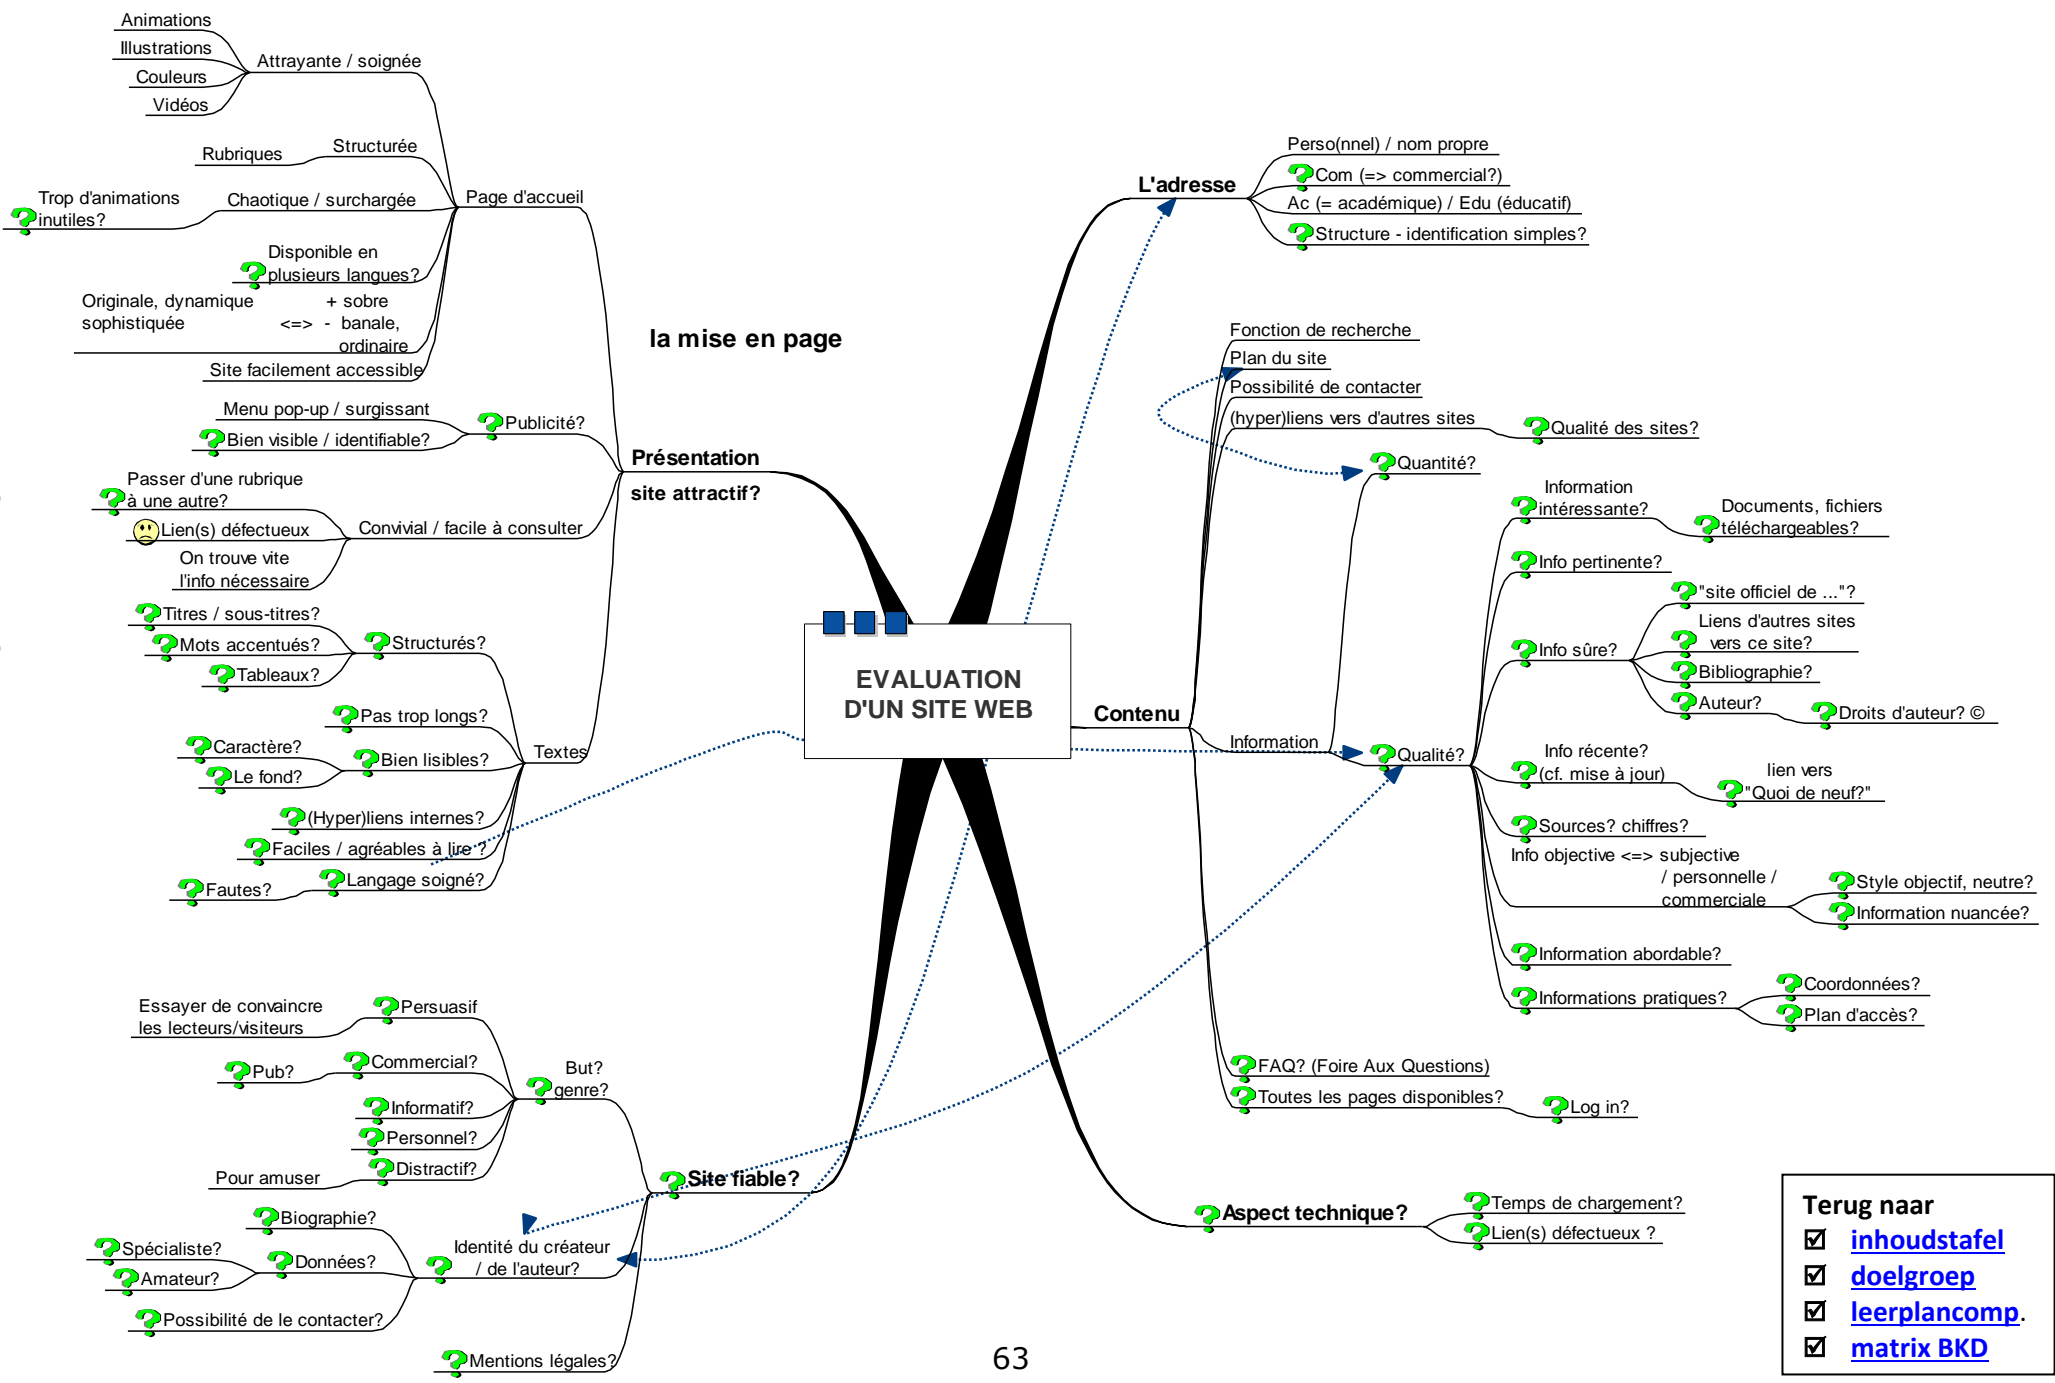 Animations
Illustrations
Couleurs
Vidéos
Attrayante / soignée
Rubriques
Structurée
Trop d'animations
inutiles?
Chaotique / surchargée
Page d'accueil
Disponible en
plusieurs langues?
Originale, dynamique + sobre
sophistiquée <=> - banale,
ordinaire
Site facilement accessible
la mise en page
Menu pop-up / surgissant
Bien visible / identifiable?
Publicité?
Présentation
site attractif?
Passer d'une rubrique
à une autre?
Lien(s) défectueux
On trouve vite
l'info nécessaire
Convivial / facile à consulter
Titres / sous-titres?
Mots accentués?
Tableaux?
Structurés?
Pas trop longs?
Caractère?
Le fond?
Bien lisibles?
Textes
(Hyper)liens internes?
Faciles / agréables à lire ?
Fautes?
Langage soigné?
EVALUATION
D'UN SITE WEB
L'adresse
Perso(nnel) / nom propre
Com (=> commercial?)
Ac (= académique) / Edu (éducatif)
Structure - identification simples?
Contenu
Fonction de recherche
Plan du site
Possibilité de contacter
(hyper)liens vers d'autres sites
Qualité des sites?
Information
Quantité?
Qualité?
Information
intéressante?
Documents, fichiers
téléchargeables?
Info pertinente?
Info sûre?
"site officiel de ..."?
Liens d'autres sites
vers ce site?
Bibliographie?
Auteur?
Droits d'auteur? ©
Info récente?
(cf. mise à jour)
lien vers
"Quoi de neuf?"
Sources? chiffres?
Info objective <=> subjective
/ personnelle /
commerciale
Style objectif, neutre?
Information nuancée?
Information abordable?
Informations pratiques?
Coordonnées?
Plan d'accès?
FAQ? (Foire Aux Questions)
Toutes les pages disponibles?
Log in?
Essayer de convaincre
les lecteurs/visiteurs
Persuasif
Pub?
Commercial?
Informatif?
Personnel?
Pour amuser
Distractif?
But?
genre?
Site fiable?
Biographie?
Spécialiste?
Amateur?
Données?
Possibilité de le contacter?
Identité du créateur
/ de l'auteur?
Mentions légales?
Aspect technique?
Temps de chargement?
Lien(s) défectueux ?
Terug naar
inhoudstafel
doelgroep
leerplancomp.
matrix BKD
63